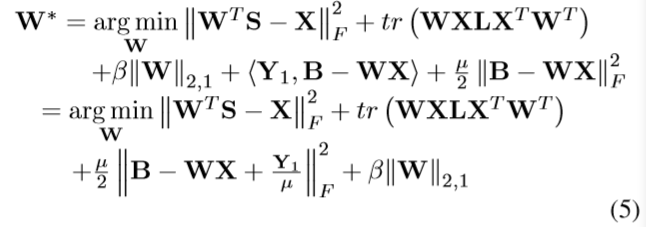 W* = arg min_W ‖W^T S − X‖_F^2 + tr (WXLX^T W^T)
+β‖W‖_{2,1} + ⟨Y_1, B − WX⟩ + μ/2 ‖B − WX‖_F^2
= arg min_W ‖W^T S − X‖_F^2 + tr (WXLX^T W^T)
+μ/2 ‖B − WX + Y_1/μ‖_F^2 + β‖W‖_{2,1}
(5)